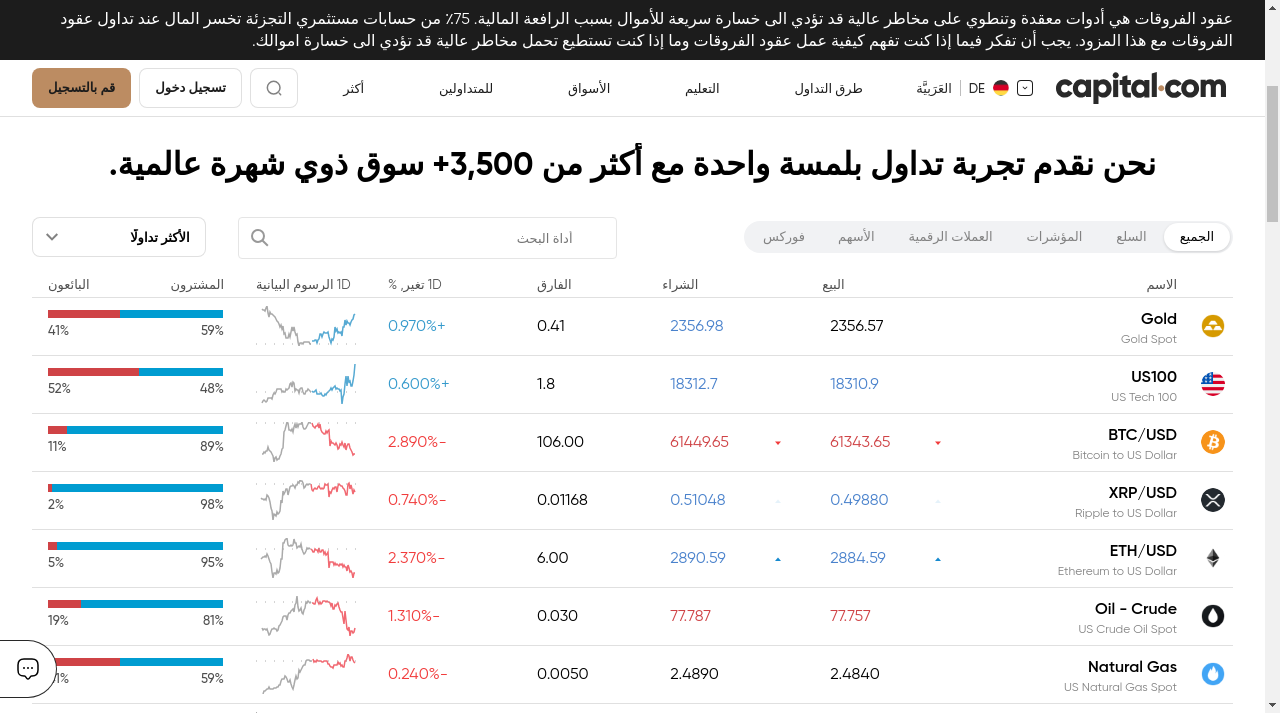 عقود الفروقات هي أدوات معقدة وتنطوي على مخاطر عالية قد تؤدي الى خسارة سريعة للأموال بسبب الرافعة المالية. 75٪ من حسابات مستثمري التجزئة تخسر المال عند تداول عقود
الفروقات مع هذا المزود. يجب أن تفكر فيما إذا كنت تفهم كيفية عمل عقود الفروقات وما إذا كنت تستطيع تحمل مخاطر عالية قد تؤدي الى خسارة اموالك.
capital.com
DE العَرَبيَّة
طرق التداول
التعليم
الأسواق
للمتداولين
أكثر
تسجيل دخول
قم بالتسجيل
نحن نقدم تجربة تداول بلمسة واحدة مع أكثر من 3,500+ سوق ذوي شهرة عالمية.
الجميع السلع المؤشرات العملات الرقمية الأسهم فوركس
أداة البحث
الأكثر تداولًا
الاسم البيع الشراء الفارق 1D تغير, % 1D الرسوم البيانية المشترون البائعون
Gold 2356.57 2356.98 0.41 0.970%+ 59% 41%
Gold Spot
US100 18310.9 18312.7 1.8 0.600%+ 48% 52%
US Tech 100
BTC/USD 61343.65 61449.65 106.00 2.890%- 89% 11%
Bitcoin to US Dollar
XRP/USD 0.49880 0.51048 0.01168 0.740%- 98% 2%
Ripple to US Dollar
ETH/USD 2884.59 2890.59 6.00 2.370%- 95% 5%
Ethereum to US Dollar
Oil - Crude 77.757 77.787 0.030 1.310%- 81% 19%
US Crude Oil Spot
Natural Gas 2.4840 2.4890 0.0050 0.240%- 59%
US Natural Gas Spot